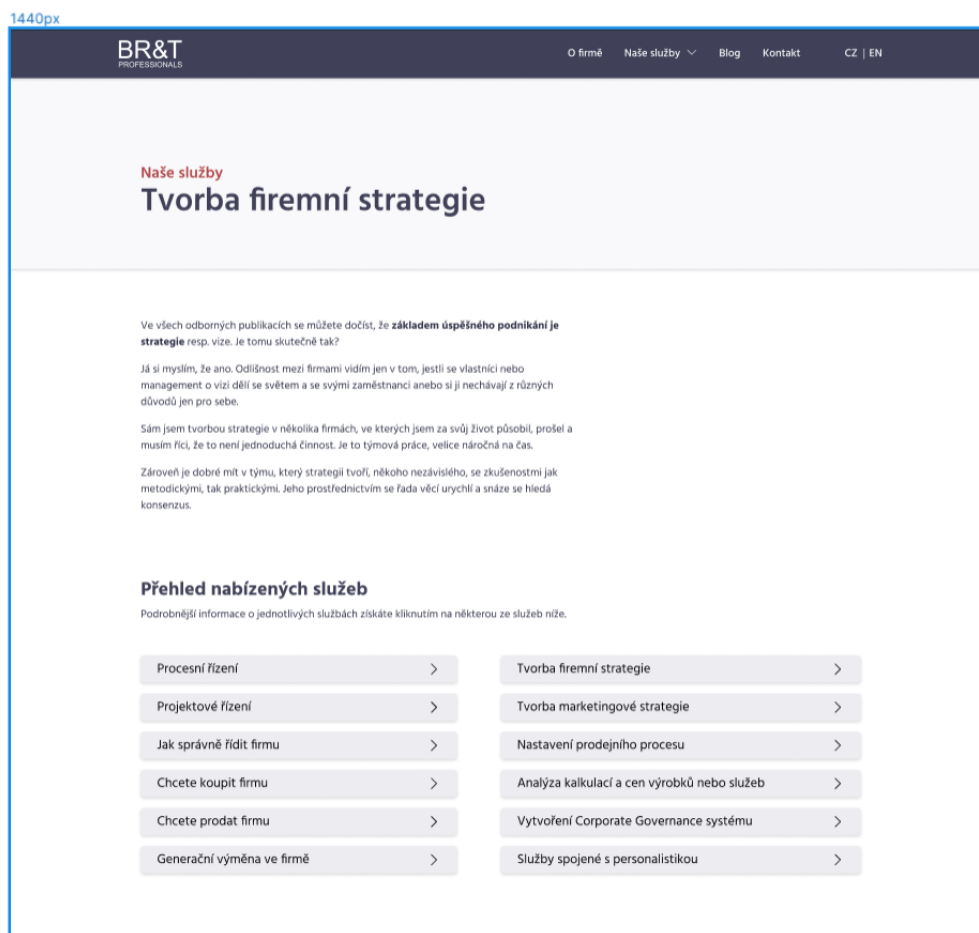 1440px
BR&T
PROFESSIONALS
O firmě Naše služby Blog Kontakt CZ | EN
Naše služby
Tvorba firemní strategie
Ve všech odborných publikacích se můžete dočíst, že základem úspěšného podnikání je
strategie resp. vize. Je tomu skutečně tak?
Já si myslím, že ano. Odlišnost mezi firmami vidím jen v tom, jestli se vlastníci nebo
management o vizi dělí se světem a se svými zaměstnanci anebo si ji nechávají z různých
důvodů jen pro sebe.
Sám jsem tvorbou strategie v několika firmách, ve kterých jsem za svůj život působil, prošel a
musím říci, že to není jednoduchá činnost. Je to týmová práce, velice náročná na čas.
Zároveň je dobré mít v týmu, který strategii tvoří, někoho nezávislého, se zkušenostmi jak
metodickými, tak praktickými. Jeho prostřednictvím se řada věcí urychlí a snáze se hledá
konsenzus.
Přehled nabízených služeb
Podrobnější informace o jednotlivých službách získáte kliknutím na některou ze služeb níže.
Procesní řízení
Projektové řízení
Jak správně řídit firmu
Chcete koupit firmu
Chcete prodat firmu
Generační výměna ve firmě
Tvorba firemní strategie
Tvorba marketingové strategie
Nastavení prodejního procesu
Analýza kalkulací a cen výrobků nebo služeb
Vytvoření Corporate Governance systému
Služby spojené s personalistikou